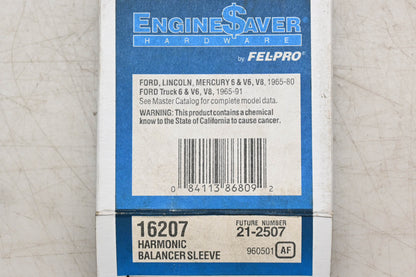 ENGINE$AVER
HARDWARE
by FEL-PRO®
FORD, LINCOLN, MERCURY 6 & V6, V8, 1965-80
FORD Truck 6 & V6, V8, 1965-91
See Master Catalog for complete model data.
WARNING: This product contains a chemical
know to the State of California to cause cancer.
0 84113 86809 2
16207
HARMONIC
BALANCER SLEEVE
FUTURE NUMBER
21-2507
960501 AF